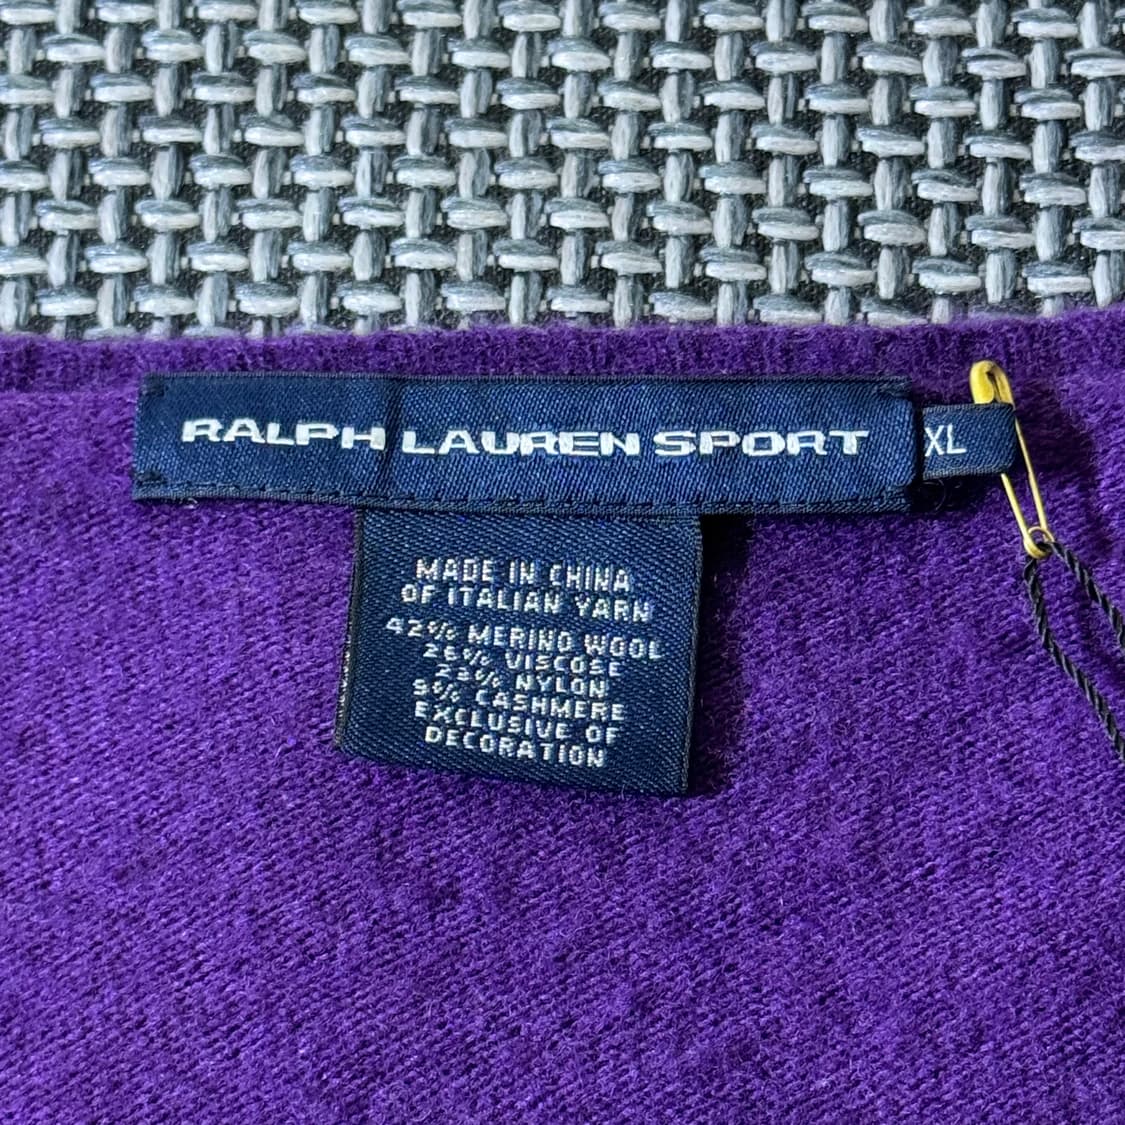 RALPH LAUREN SPORT
XL
MADE IN CHINA
OF ITALIAN YARN
42% MERINO WOOL
26% VISCOSE
23% NYLON
9% CASHMERE
EXCLUSIVE OF
DECORATION